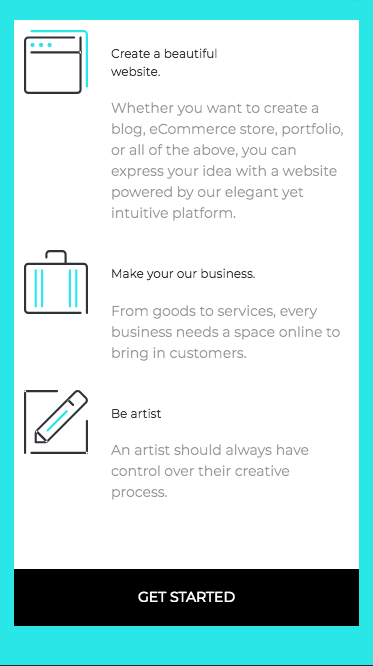 Create a beautiful
website.
Whether you want to create a
blog, eCommerce store, portfolio,
or all of the above, you can
express your idea with a website
powered by our elegant yet
intuitive platform.
Make your our business.
From goods to services, every
business needs a space online to
bring in customers.
Be artist
An artist should always have
control over their creative
process.
GET STARTED